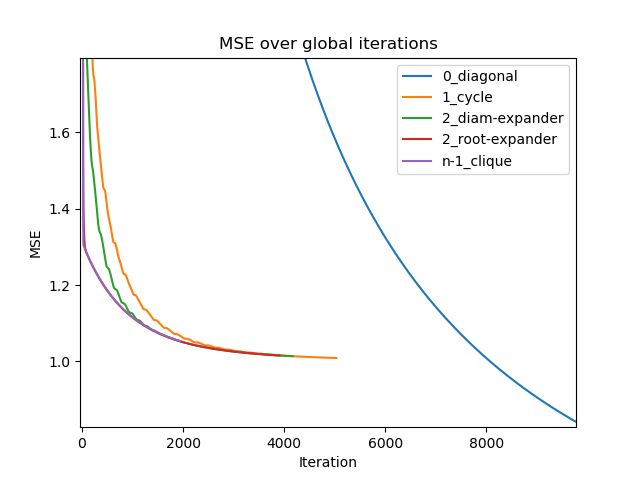 MSE over global iterations
0_diagonal
1_cycle
2_diam-expander
2_root-expander
n-1_clique
1.6
1.4
1.2
1.0
MSE
0
2000
4000
6000
8000
Iteration